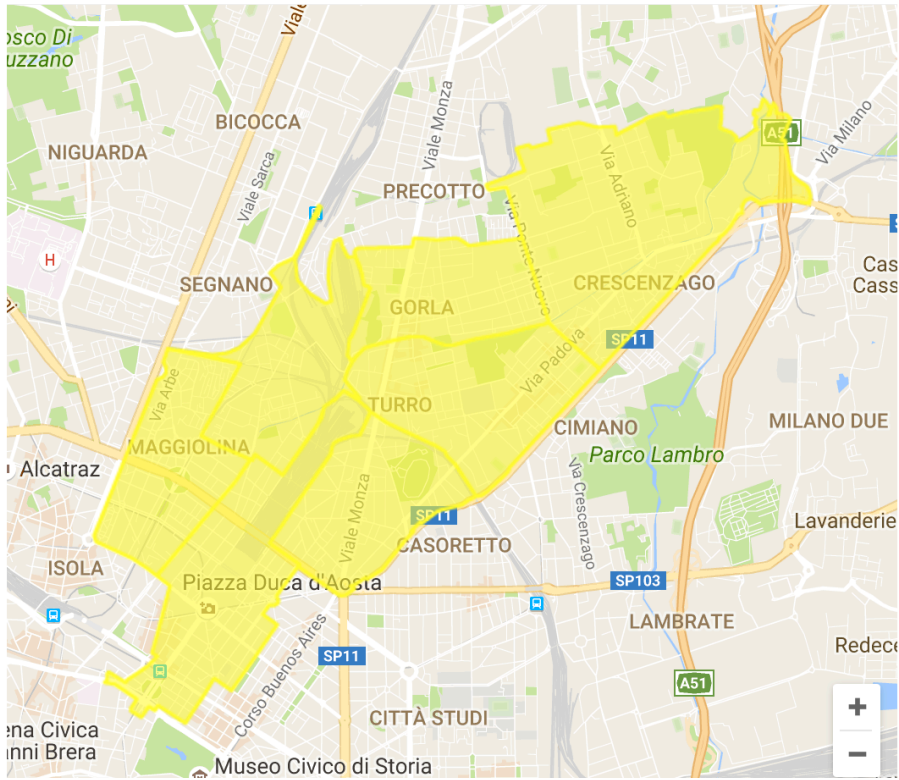 osco Di
uzzano
Viale
BICOCCA
NIGUARDA
Viale Sarca
Viale Monza
PRECOTTO
Via Adriano
A51
Via Milano
H
SEGNANO
Via Ponte Nuovo
GORLA
CRESCENZAGO
Cas
Cass
SP11
Via Padova
Via Arbe
TURRO
MAGGIOLINA
CIMIANO
MILANO DUE
Parco Lambro
Alcatraz
Via Crescenzago
Viale Monza
SP11
Lavanderie
CASORETTO
ISOLA
Piazza Duca d'Aosta
SP103
LAMBRATE
Corso Buenos Aires
SP11
Redece
A51
CITTÀ STUDI
ena Civica
anni Brera
Museo Civico di Storia
+
−